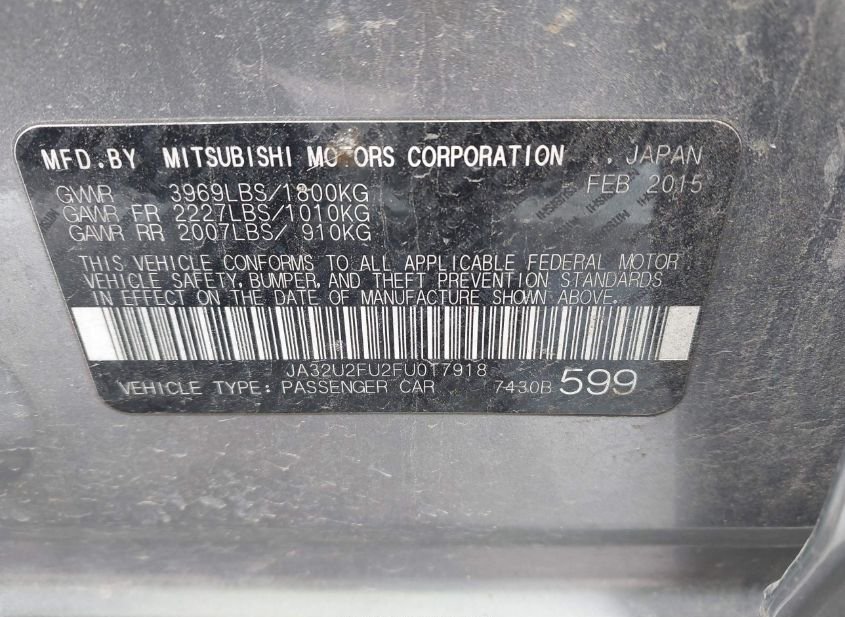 MFD.BY MITSUBISHI MOTORS CORPORATION , JAPAN
FEB 2015
GVWR 3969LBS/1800KG
GAWR FR 2227LBS/1010KG
GAWR RR 2007LBS/ 910KG
THIS VEHICLE CONFORMS TO ALL APPLICABLE FEDERAL MOTOR
VEHICLE SAFETY, BUMPER, AND THEFT PREVENTION STANDARDS
IN EFFECT ON THE DATE OF MANUFACTURE SHOWN ABOVE.
JA32U2FU2FU017918
VEHICLE TYPE: PASSENGER CAR 7430B 599